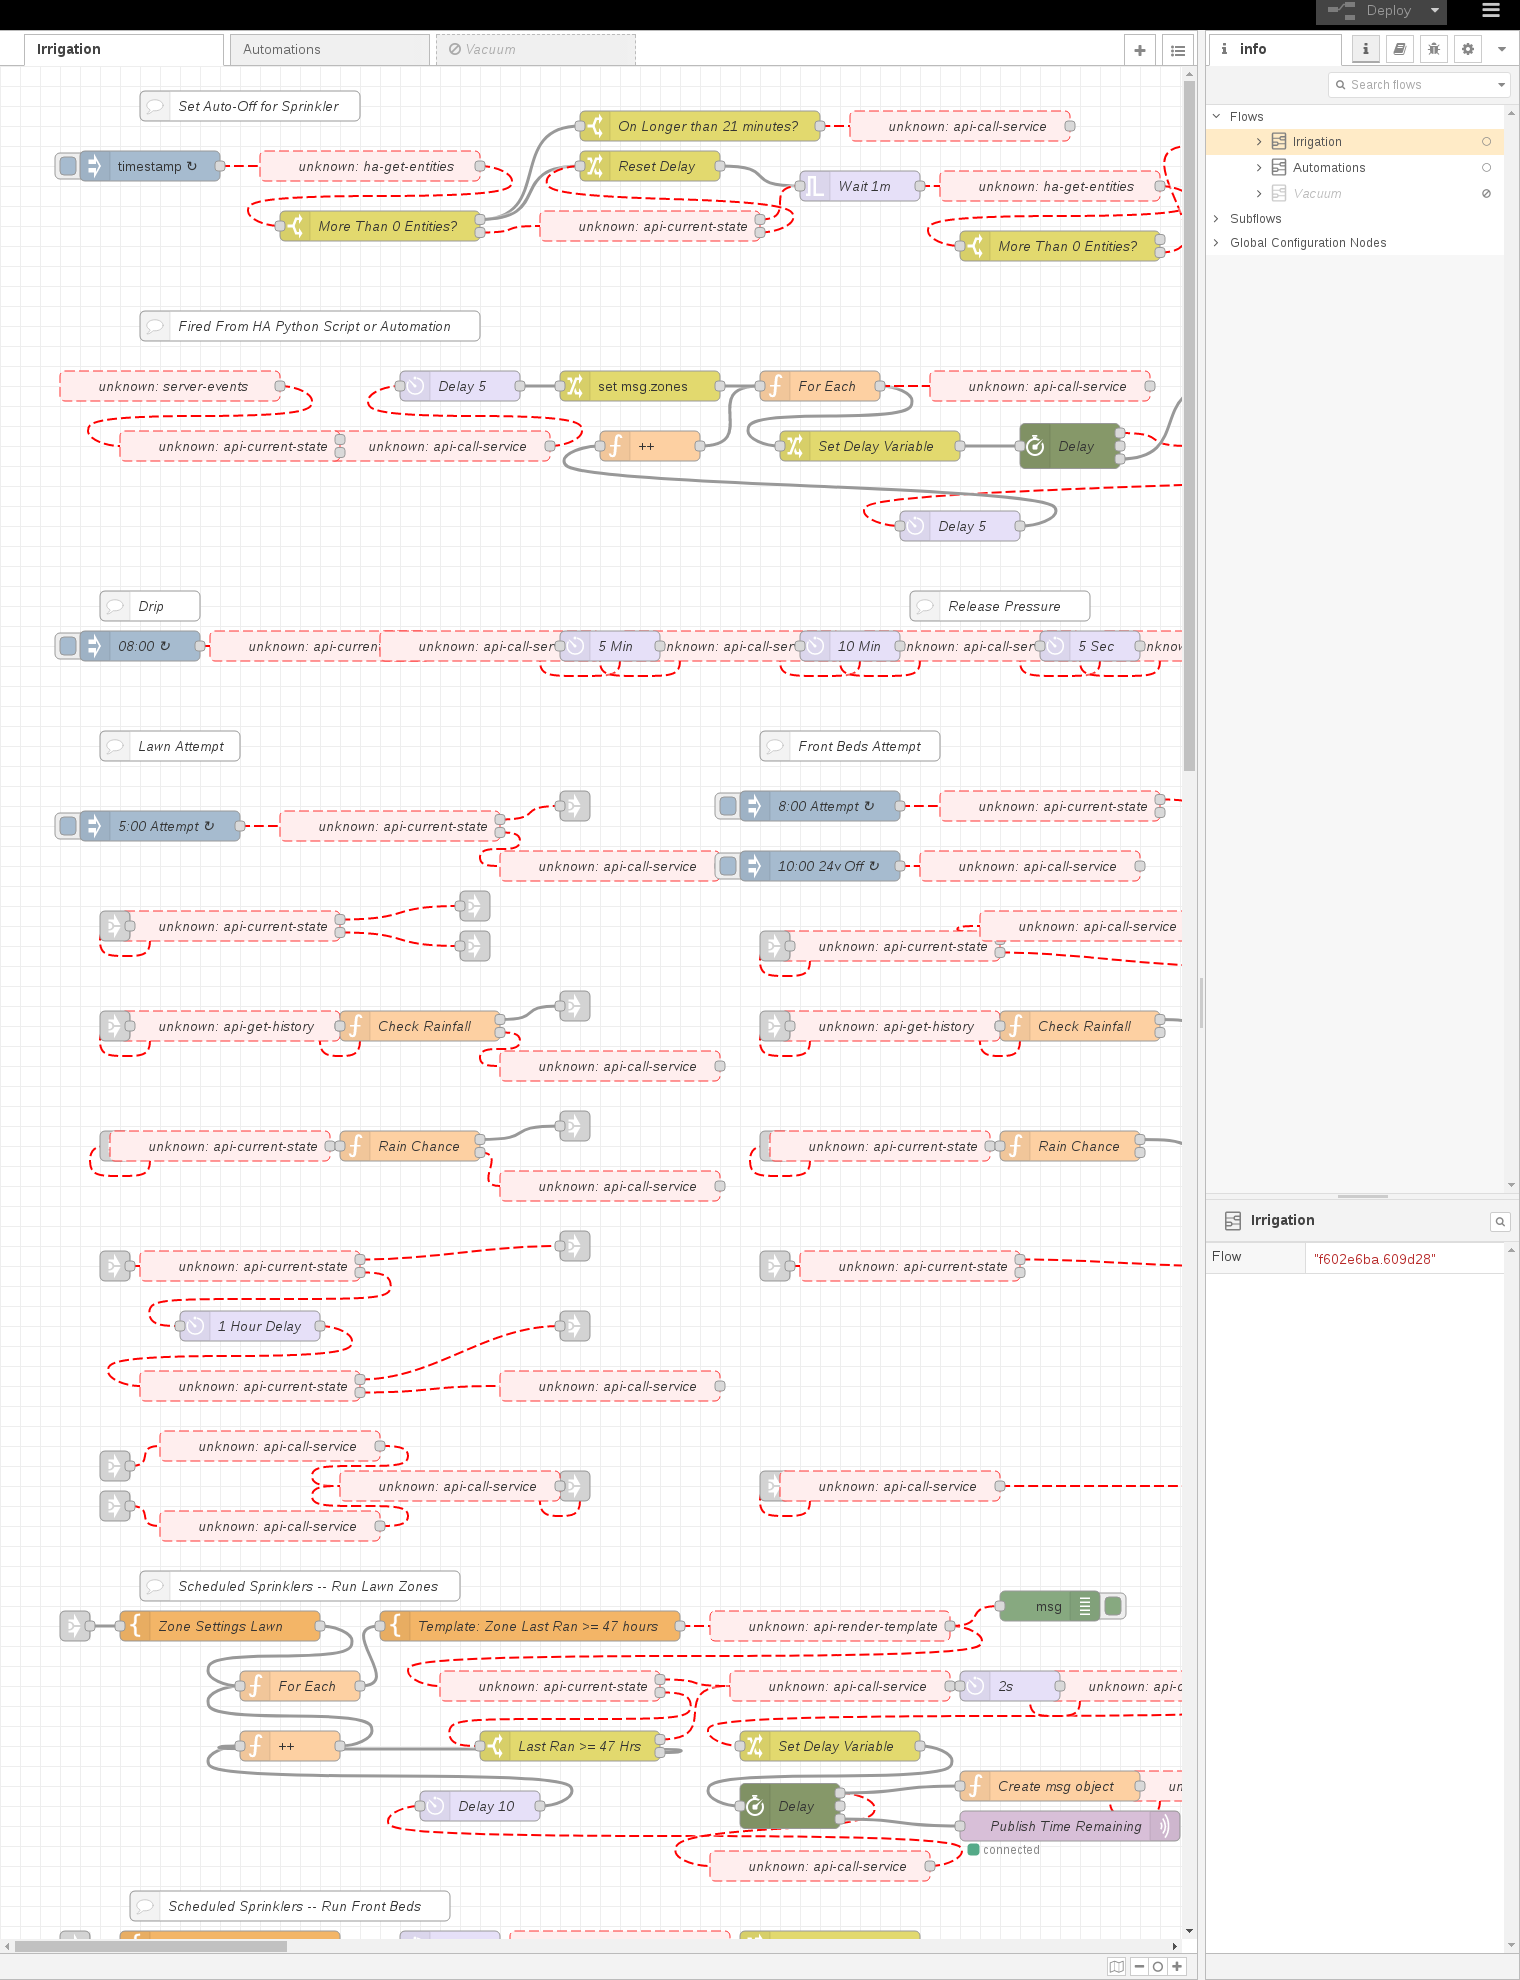 Deploy
Irrigation
Automations
Vacuum
info
Search flows
Flows
Irrigation
Automations
Vacuum
Subflows
Global Configuration Nodes
Set Auto-Off for Sprinkler
On Longer than 21 minutes?
unknown: api-call-service
timestamp ↻
unknown: ha-get-entities
Reset Delay
Wait 1m
unknown: ha-get-entities
More Than 0 Entities?
unknown: api-current-state
More Than 0 Entities?
Fired From HA Python Script or Automation
unknown: server-events
Delay 5
set msg.zones
For Each
unknown: api-call-service
unknown: api-current-state
unknown: api-call-service
++
Set Delay Variable
Delay
Delay 5
Drip
Release Pressure
08:00 ↻
unknown: api-curren
unknown: api-call-ser
5 Min
nknown: api-call-ser
10 Min
nknown: api-call-ser
5 Sec
nknow
Lawn Attempt
Front Beds Attempt
5:00 Attempt ↻
unknown: api-current-state
8:00 Attempt ↻
unknown: api-current-state
unknown: api-call-service
10:00 24v Off ↻
unknown: api-call-service
unknown: api-current-state
unknown: api-call-service
unknown: api-current-state
unknown: api-get-history
Check Rainfall
unknown: api-get-history
Check Rainfall
unknown: api-call-service
unknown: api-current-state
Rain Chance
unknown: api-current-state
Rain Chance
unknown: api-call-service
unknown: api-current-state
unknown: api-current-state
1 Hour Delay
unknown: api-current-state
unknown: api-call-service
unknown: api-call-service
unknown: api-call-service
unknown: api-call-service
unknown: api-call-service
Scheduled Sprinklers -- Run Lawn Zones
msg
Zone Settings Lawn
Template: Zone Last Ran >= 47 hours
unknown: api-render-template
For Each
unknown: api-current-state
unknown: api-call-service
2s
unknown: api-c
++
Last Ran >= 47 Hrs
Set Delay Variable
Delay 10
Delay
Create msg object
un
Publish Time Remaining
connected
unknown: api-call-service
Scheduled Sprinklers -- Run Front Beds
Irrigation
Flow
"f602e6ba.609d28"